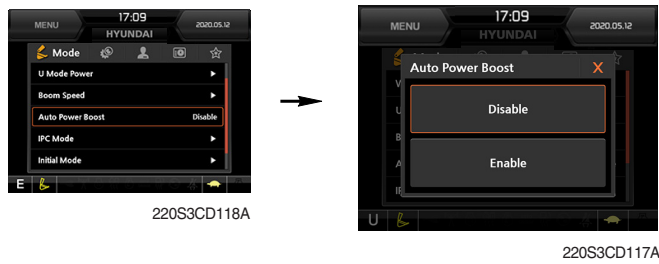 MENU
17:09
2020.05.12
HYUNDAI
Mode
U Mode Power
Boom Speed
Auto Power Boost Disable
IPC Mode
Initial Mode
E
220S3CD118A
MENU
17:09
2020.05.12
HYUNDAI
Auto Power Boost X
Disable
Enable
U
220S3CD117A